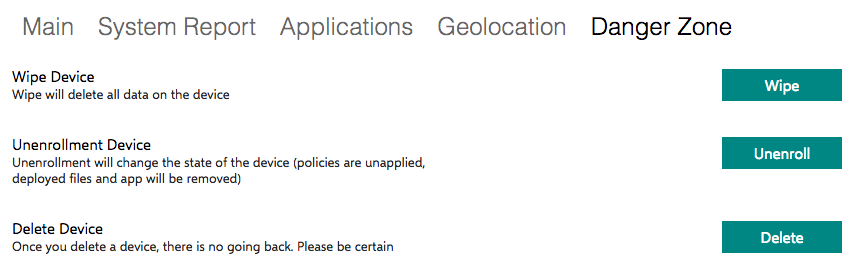 Main System Report Applications Geolocation Danger Zone
Wipe Device
Wipe will delete all data on the device
Wipe
Unenrollment Device
Unenrollment will change the state of the device (policies are unapplied,
deployed files and app will be removed)
Unenroll
Delete Device
Once you delete a device, there is no going back. Please be certain
Delete